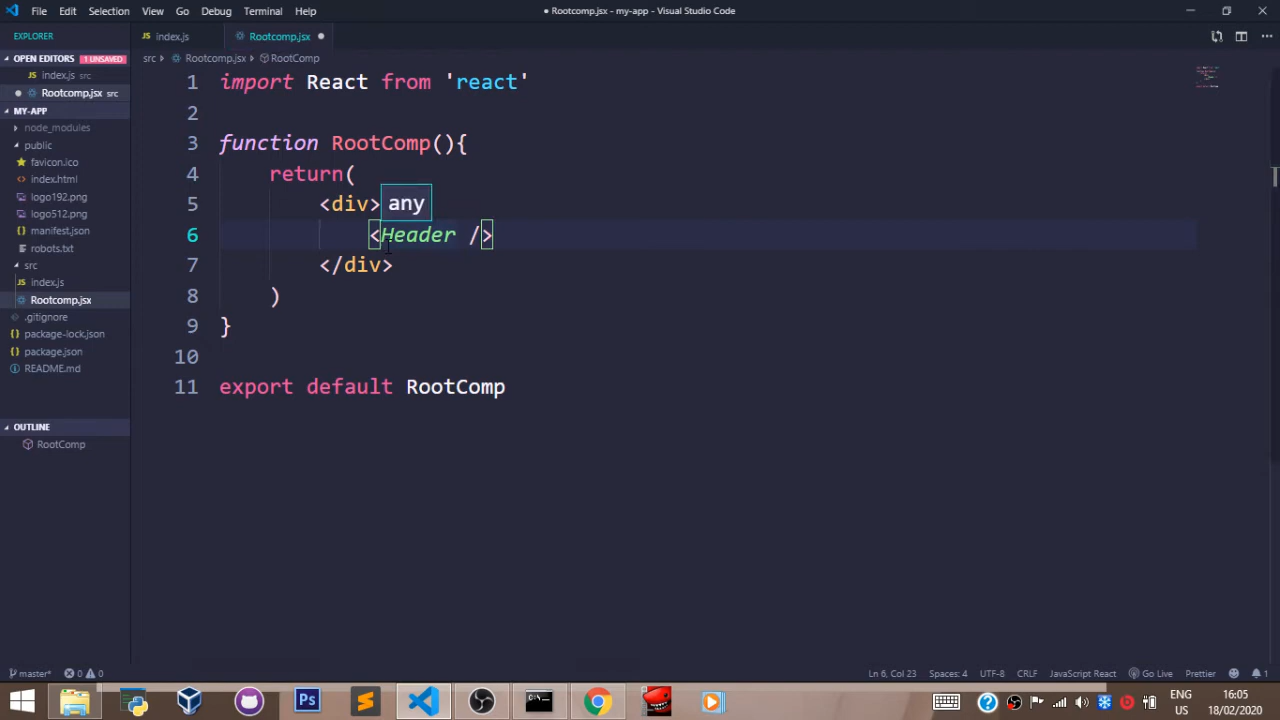 File Edit Selection View Go Debug Terminal Help
● Rootcomp.jsx - my-app - Visual Studio Code
EXPLORER
index.js
Rootcomp.jsx ●
OPEN EDITORS 1 UNSAVED
index.js src
● Rootcomp.jsx src
MY-APP
node_modules
public
favicon.ico
index.html
logo192.png
logo512.png
manifest.json
robots.txt
src
JS index.js
Rootcomp.jsx
.gitignore
{} package-lock.json
{} package.json
README.md
OUTLINE
RootComp
src > Rootcomp.jsx > RootComp
1 import React from 'react'
2
3 function RootComp(){
4 return(
5 <div>
any
6 <Header />
7 </div>
8 )
9 }
10
11 export default RootComp
master* 0 0
Ln 6, Col 23 Spaces: 4 UTF-8 CRLF JavaScript React Go Live Prettier 1
Ps
ENG
US
16:05
18/02/2020